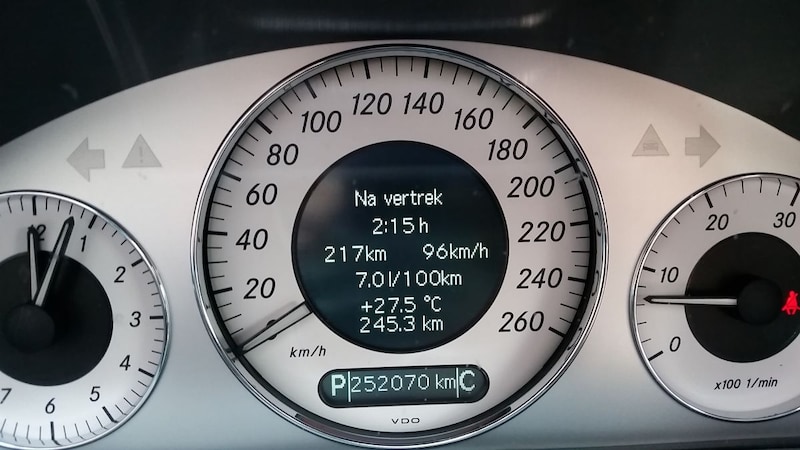 Na vertrek
2:15 h
217km 96km/h
7.0 l/100km
+27.5 °C
245.3 km
P 252070 km C
VDO
km/h
20
40
60
80
100
120
140
160
180
200
220
240
260
12
1
2
3
4
5
6
7
0
10
20
30
x100 1/min